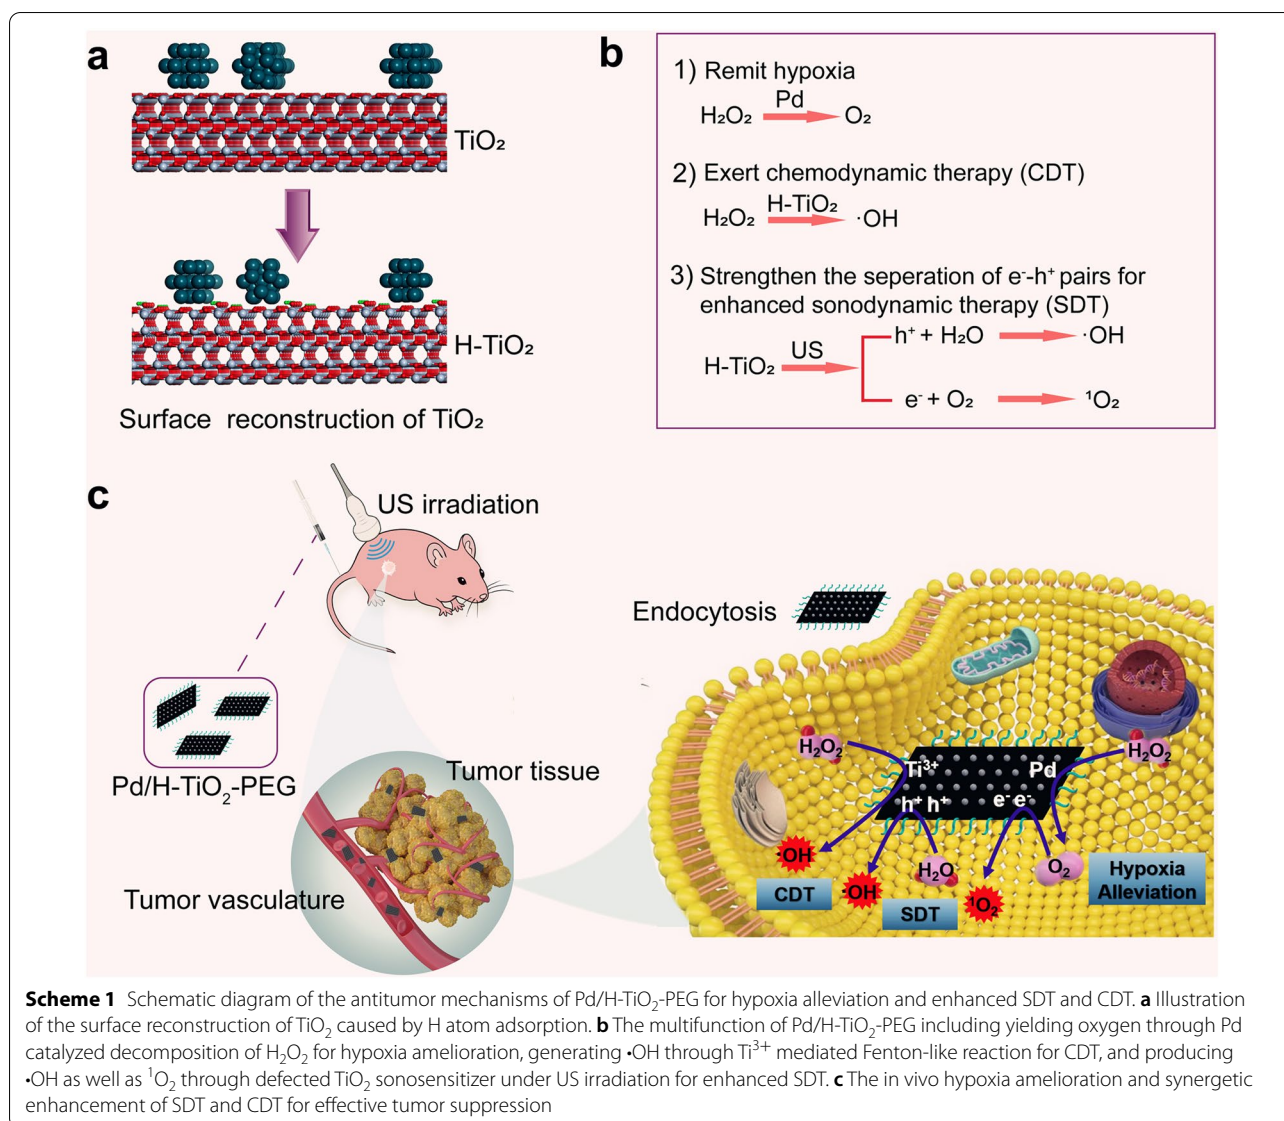 a
TiO₂
H-TiO₂
Surface reconstruction of TiO₂
b
1) Remit hypoxia
Pd
H₂O₂ O₂
2) Exert chemodynamic therapy (CDT)
H-TiO₂
H₂O₂ ·OH
3) Strengthen the seperation of e⁻-h⁺ pairs for
enhanced sonodynamic therapy (SDT)
h⁺ + H₂O ·OH
US
H-TiO₂
e⁻ + O₂ ¹O₂
c
US irradiation
Pd/H-TiO₂-PEG
Tumor tissue
Tumor vasculature
Endocytosis
H₂O₂
H₂O₂
Ti³⁺ Pd
h⁺ h⁺ e⁻ e⁻
·OH
CDT
·OH
H₂O
SDT
¹O₂
O₂
Hypoxia
Alleviation
Scheme 1 Schematic diagram of the antitumor mechanisms of Pd/H-TiO₂-PEG for hypoxia alleviation and enhanced SDT and CDT. a Illustration
of the surface reconstruction of TiO₂ caused by H atom adsorption. b The multifunction of Pd/H-TiO₂-PEG including yielding oxygen through Pd
catalyzed decomposition of H₂O₂ for hypoxia amelioration, generating •OH through Ti³⁺ mediated Fenton-like reaction for CDT, and producing
•OH as well as ¹O₂ through defected TiO₂ sonosensitizer under US irradiation for enhanced SDT. c The in vivo hypoxia amelioration and synergetic
enhancement of SDT and CDT for effective tumor suppression